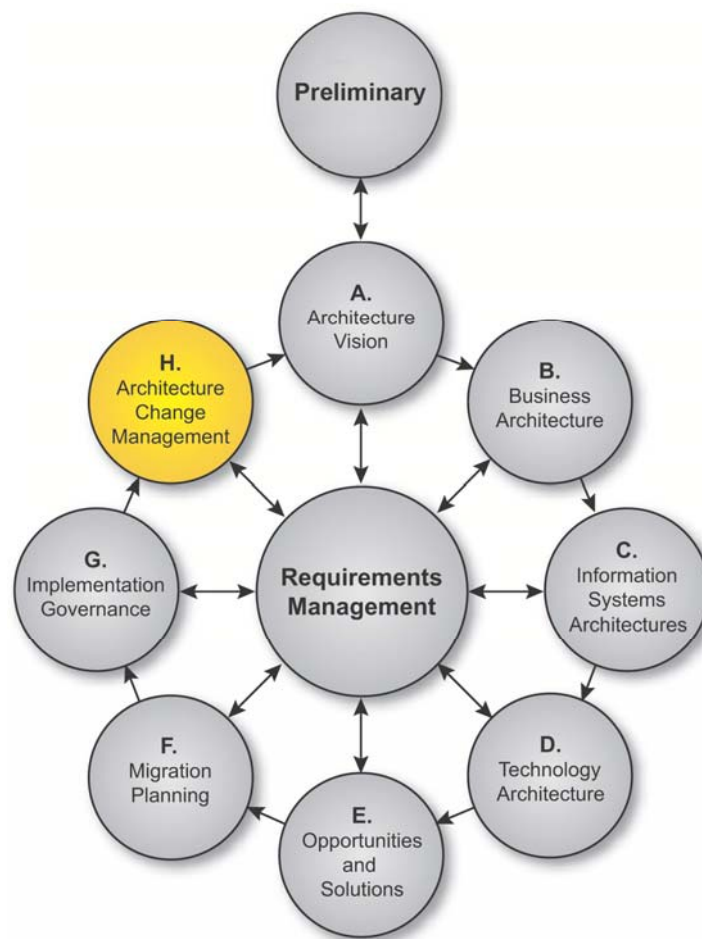 Preliminary
A.
Architecture
Vision
H.
Architecture
Change
Management
B.
Business
Architecture
G.
Implementation
Governance
Requirements
Management
C.
Information
Systems
Architectures
F.
Migration
Planning
D.
Technology
Architecture
E.
Opportunities
and
Solutions